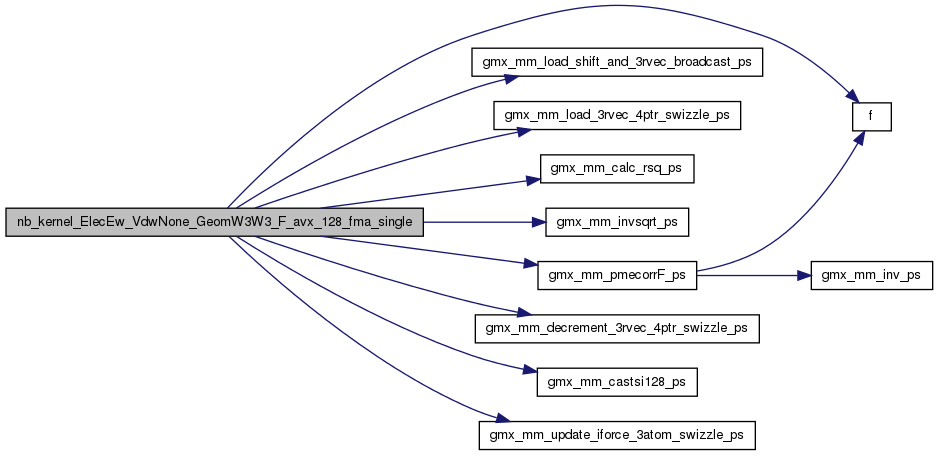 nb_kernel_ElecEw_VdwNone_GeomW3W3_F_avx_128_fma_single
gmx_mm_load_shift_and_3rvec_broadcast_ps
gmx_mm_load_3rvec_4ptr_swizzle_ps
gmx_mm_calc_rsq_ps
gmx_mm_invsqrt_ps
gmx_mm_pmecorrF_ps
gmx_mm_decrement_3rvec_4ptr_swizzle_ps
gmx_mm_castsi128_ps
gmx_mm_update_iforce_3atom_swizzle_ps
f
gmx_mm_inv_ps